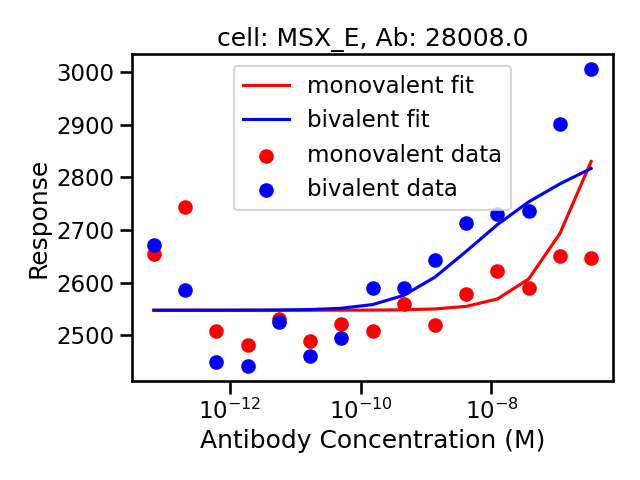 cell: MSX_E, Ab: 28008.0
monovalent fit
bivalent fit
monovalent data
bivalent data
Response
3000
2900
2800
2700
2600
2500
10⁻¹²
10⁻¹⁰
10⁻⁸
Antibody Concentration (M)